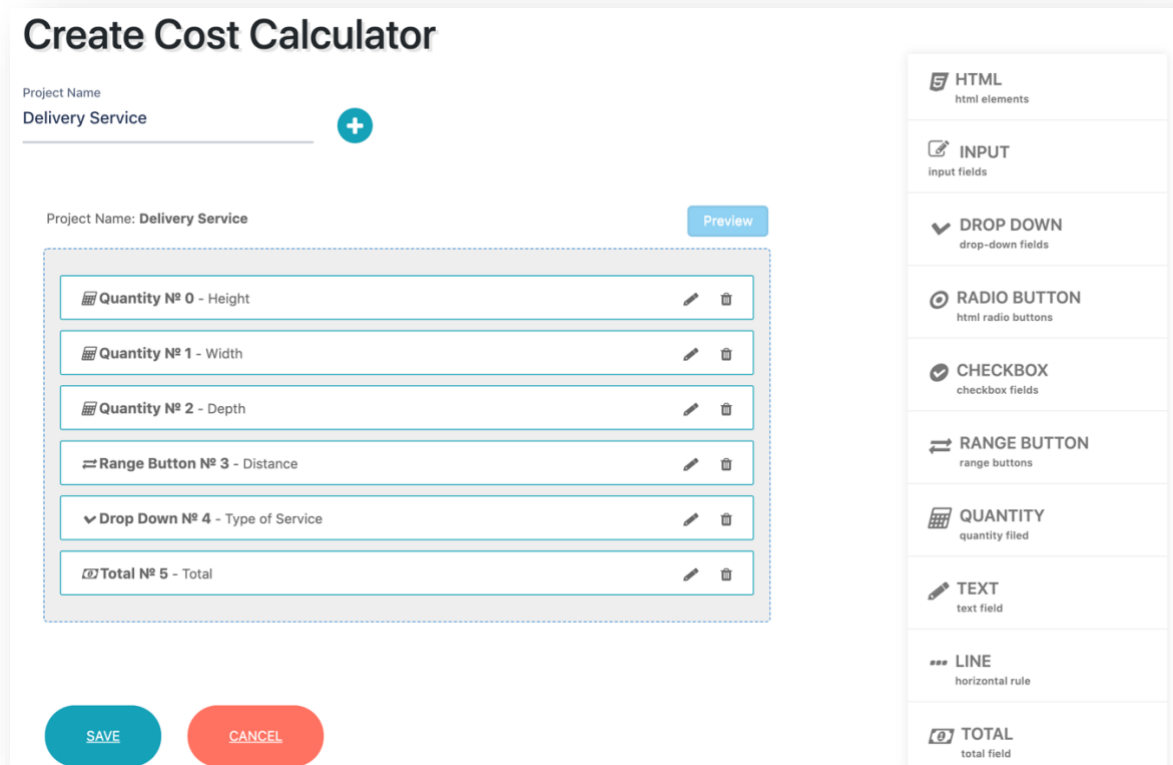 Create Cost Calculator
Project Name
Delivery Service
Project Name: Delivery Service
Preview
Quantity Nº 0 - Height
Quantity Nº 1 - Width
Quantity Nº 2 - Depth
Range Button Nº 3 - Distance
Drop Down Nº 4 - Type of Service
Total Nº 5 - Total
SAVE
CANCEL
HTML
html elements
INPUT
input fields
DROP DOWN
drop-down fields
RADIO BUTTON
html radio buttons
CHECKBOX
checkbox fields
RANGE BUTTON
range buttons
QUANTITY
quantity filed
TEXT
text field
LINE
horizontal rule
TOTAL
total field